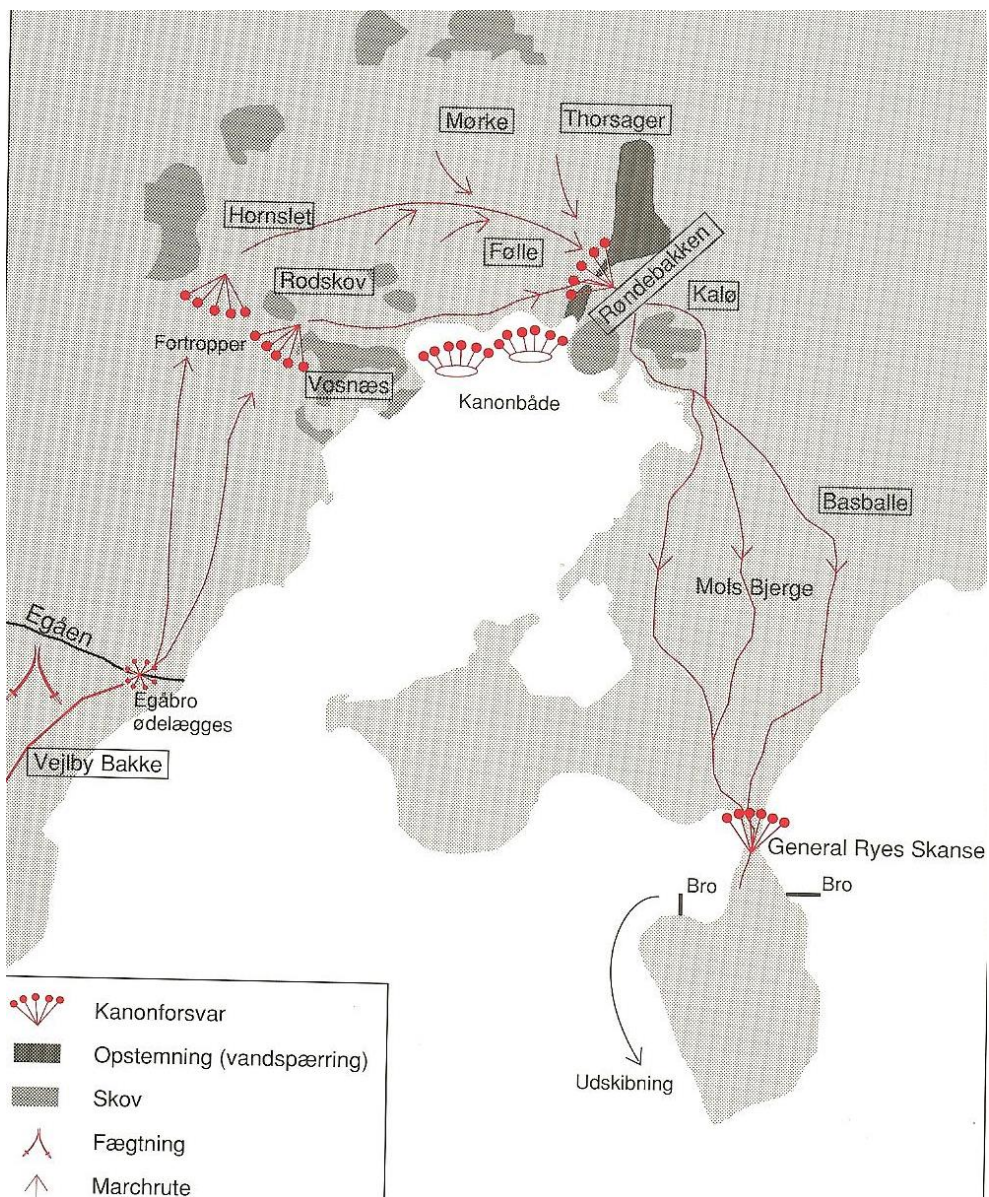 Mørke
Thorsager
Hornslet
Følle
Røndebakken
Rodskov
Kalø
Fortropper
Vosnæs
Kanonbåde
Basballe
Mols Bjerge
Egåen
Egåbro
ødelægges
Vejlby Bakke
General Ryes Skanse
Bro
Bro
Udskibning
Kanonforsvar
Opstemning (vandspærring)
Skov
Fægtning
Marchrute